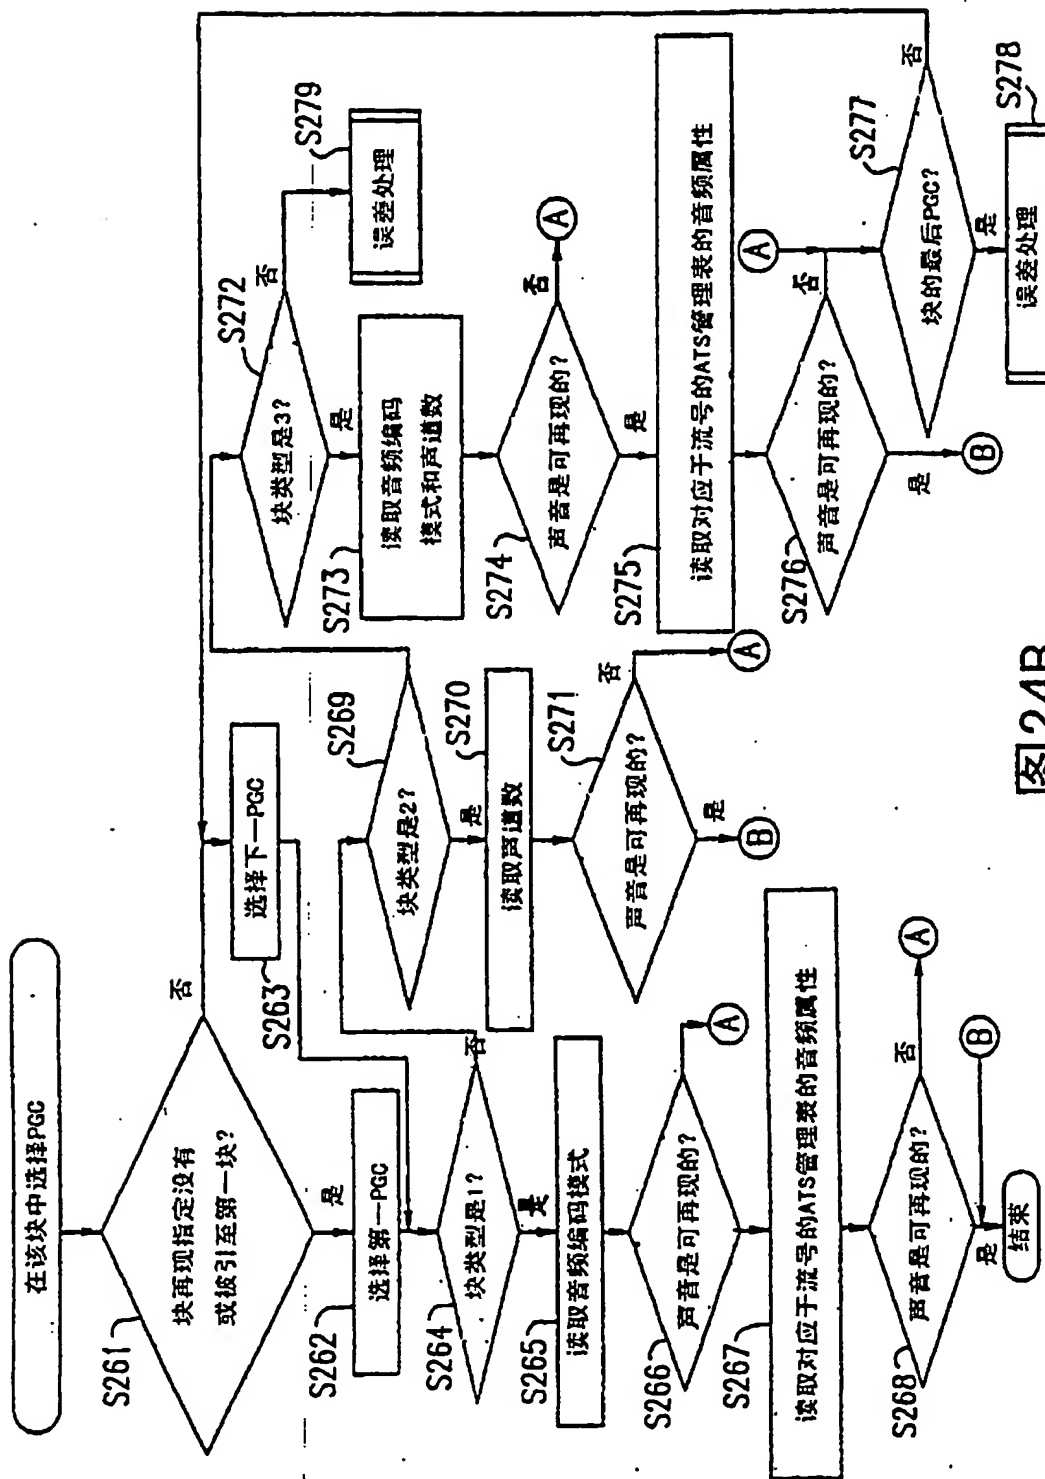 在该块中选择PGC
S261
块再现指定没有
或被引至第一块?
否
是
S262
选择第一PGC
S263
选择下一PGC
S264
块类型是1?
否
是
S265
读取音频编码模式
S266
声音是可再现的?
否
A
S267
读取对应于流号的ATS管理表的音频属性
S268
声音是可再现的?
否
A
是
B
结束
S269
块类型是2?
是
S270
读取声道数
S271
声音是可再现的?
否
A
是
B
S272
块类型是3?
否
是
S279
误差处理
S273
读取音频编码
模式和声道数
S274
声音是可再现的?
否
A
是
S275
读取对应于流号的ATS管理表的音频属性
S276
声音是可再现的?
否
A
是
B
S277
块的最后PGC?
否
是
S278
误差处理
图24B